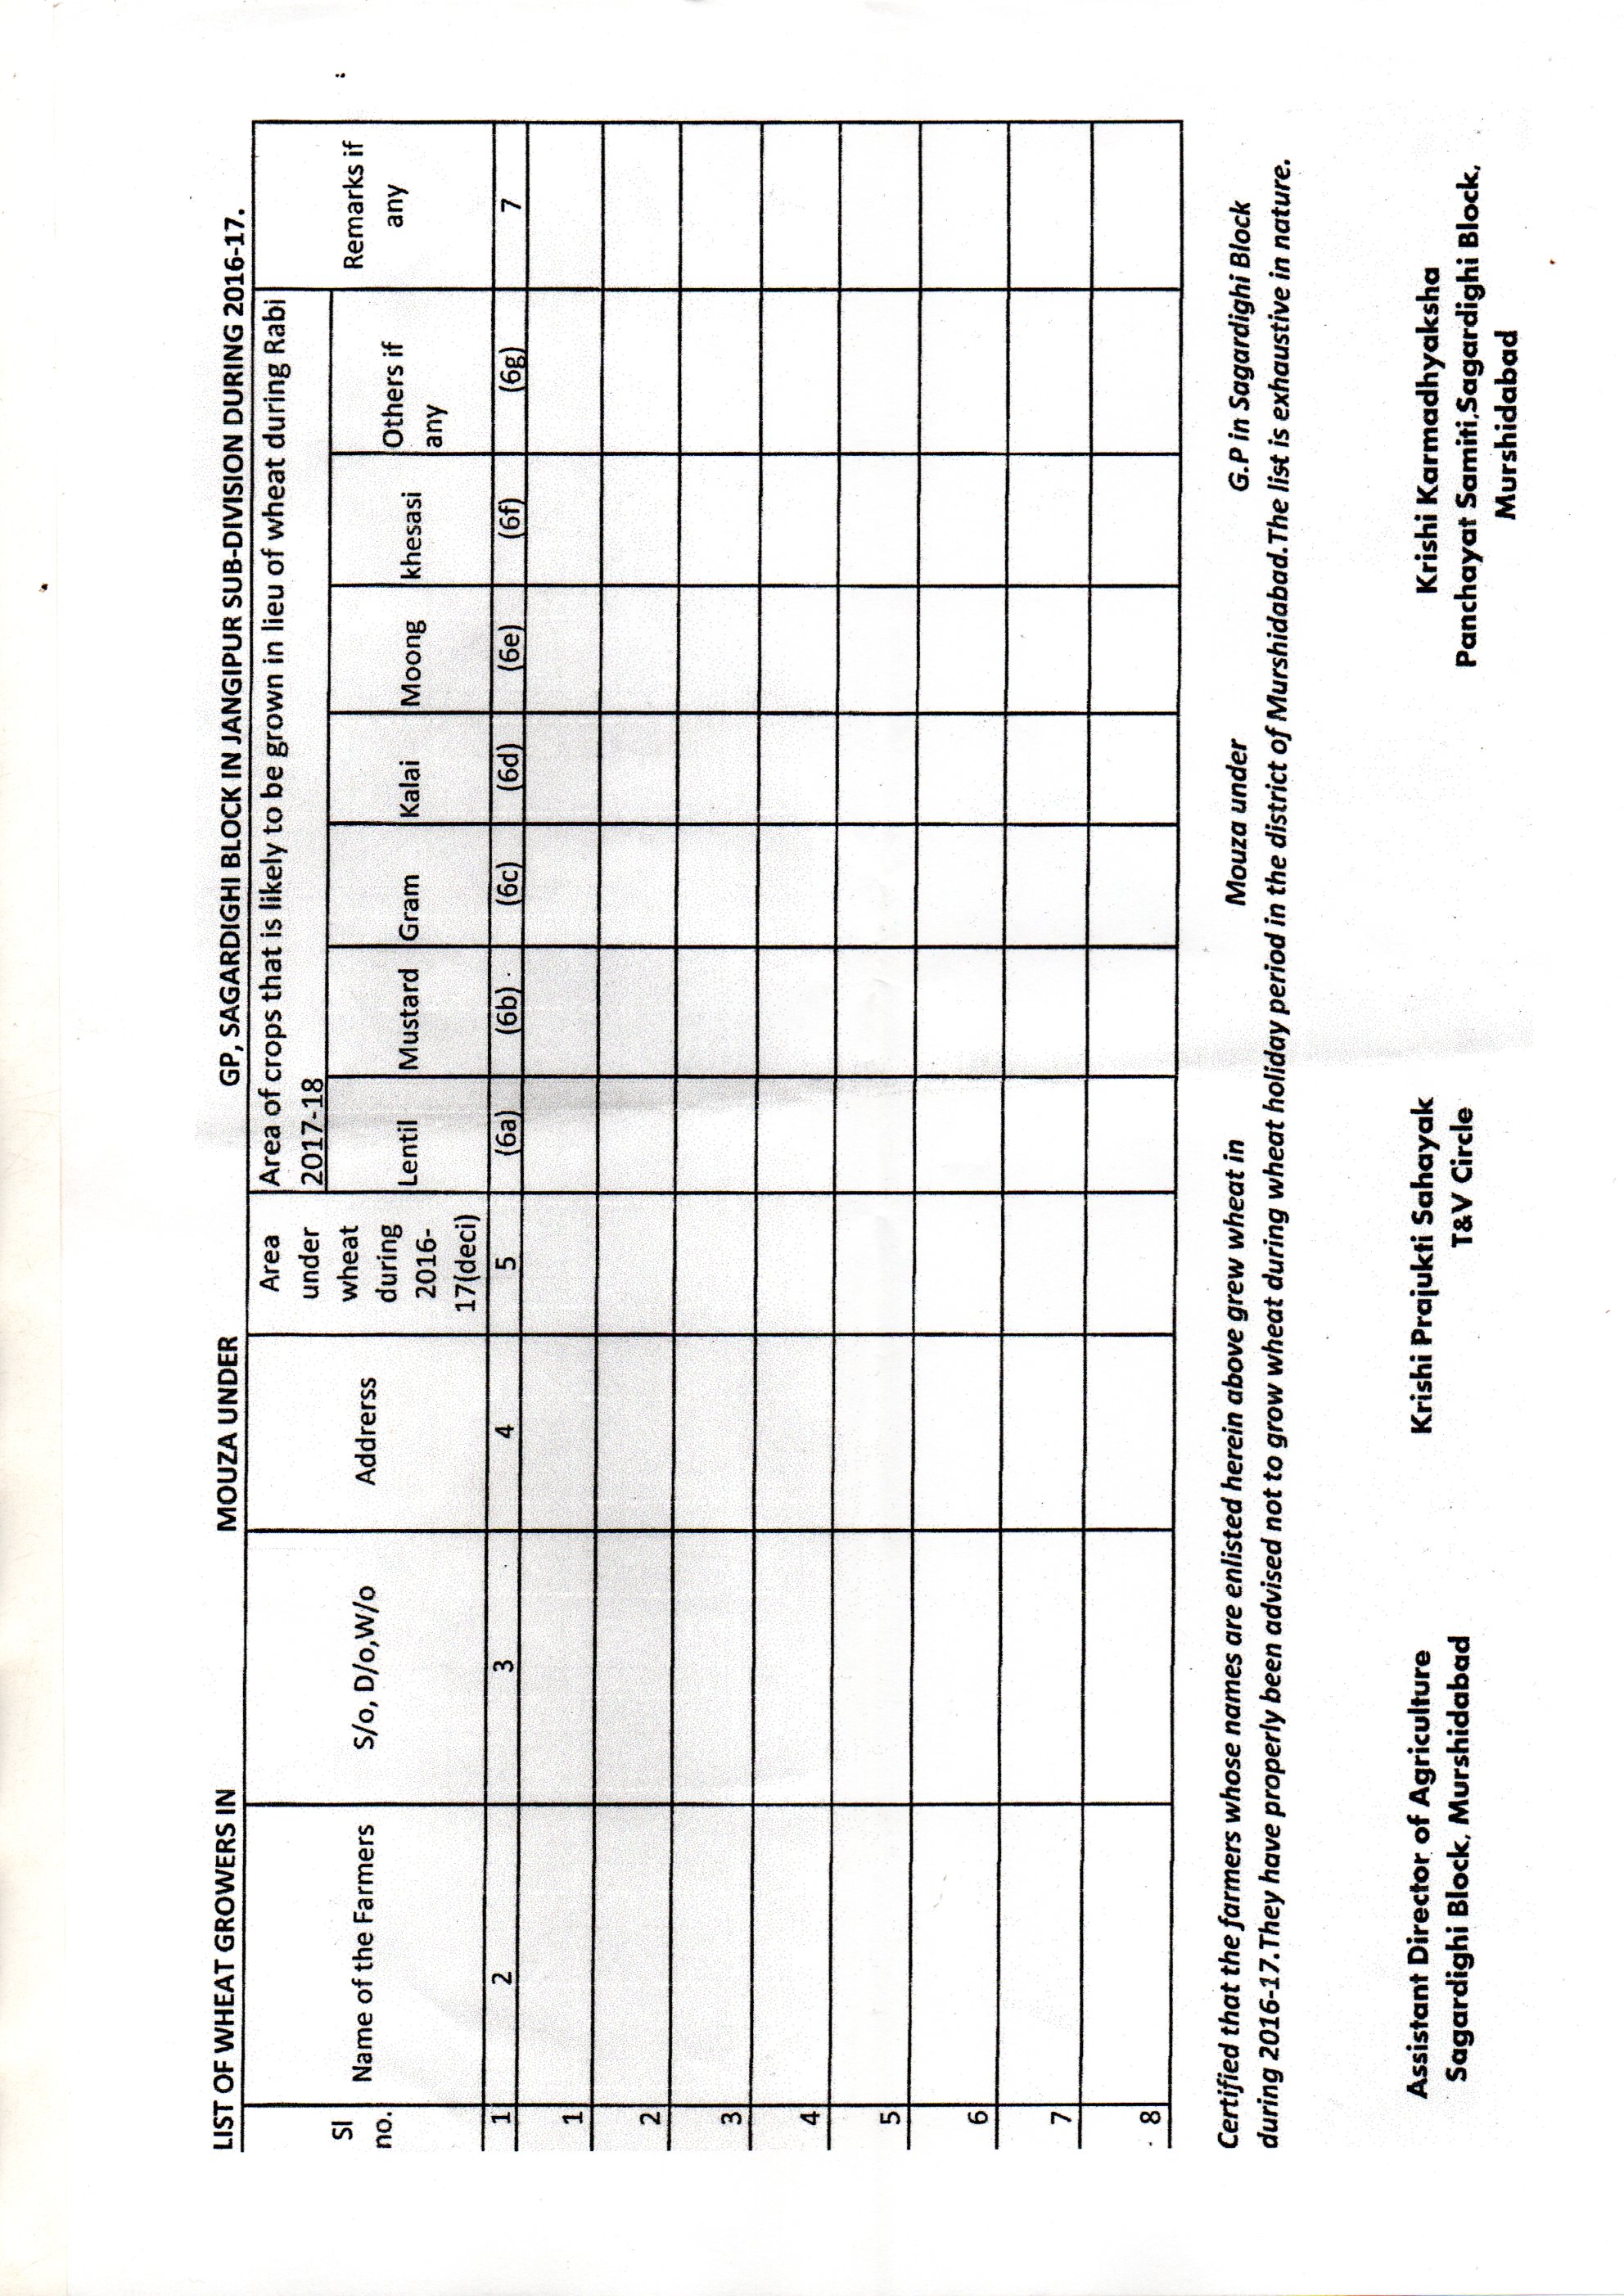 LIST OF WHEAT GROWERS IN MOUZA UNDER GP, SAGARDIGHI BLOCK IN JANGIPUR SUB-DIVISION DURING 2016-17.
Sl no.
Name of the Farmers
S/o, D/o,W/o
Addrerss
Area under wheat during 2016-17(deci)
Area of crops that is likely to be grown in lieu of wheat during Rabi
2017-18
Lentil Mustard Gram Kalai Moong khesasi Others if any
Remarks if any
1 2 3 4 5 (6a) (6b) (6c) (6d) (6e) (6f) (6g) 7
1
2
3
4
5
6
7
8
Certified that the farmers whose names are enlisted herein above grew wheat in Mouza under G.P in Sagardighi Block
during 2016-17.They have properly been advised not to grow wheat during wheat holiday period in the district of Murshidabad.The list is exhaustive in nature.
Assistant Director of Agriculture
Sagardighi Block, Murshidabad
Krishi Prajukti Sahayak
T&V Circle
Krishi Karmadhyaksha
Panchayat Samiti,Sagardighi Block,
Murshidabad